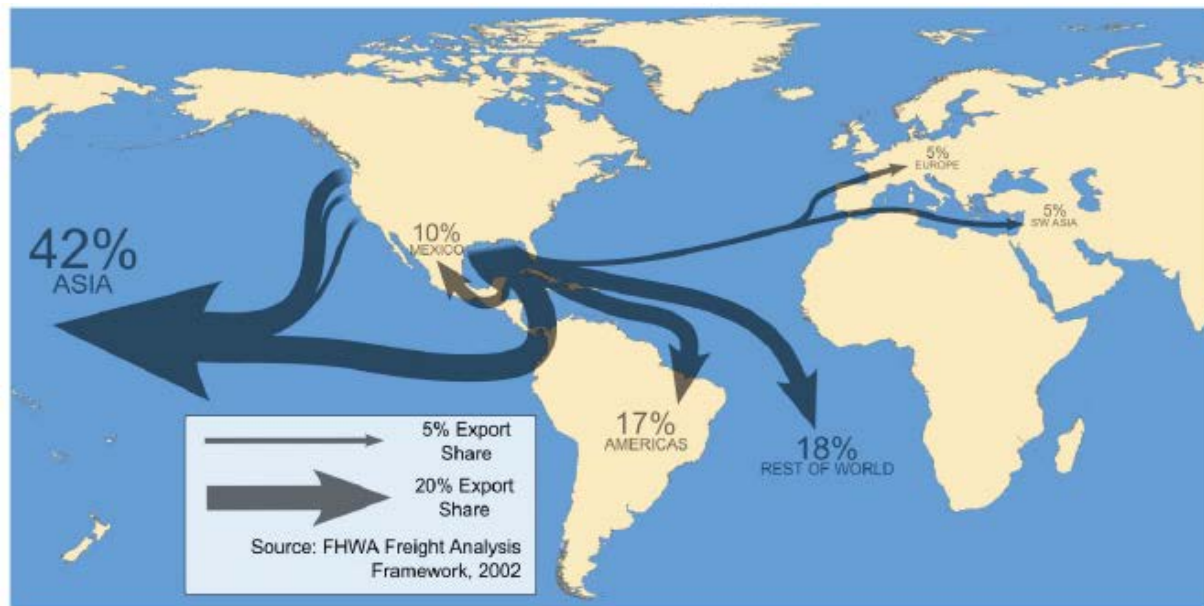 5%
EUROPE
5%
SW ASIA
42%
ASIA
10%
MEXICO
17%
AMERICAS
18%
REST OF WORLD
5% Export
Share
20% Export
Share
Source: FHWA Freight Analysis
Framework, 2002